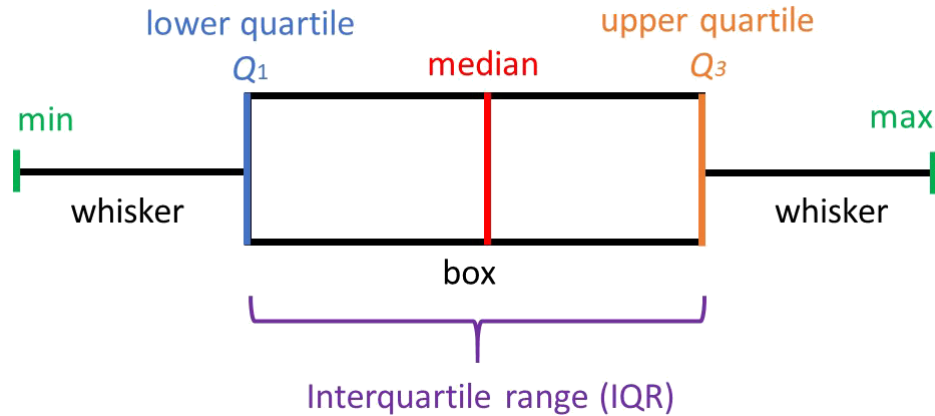 lower quartile
Q1
median
upper quartile
Q3
min
max
whisker
whisker
box
Interquartile range (IQR)